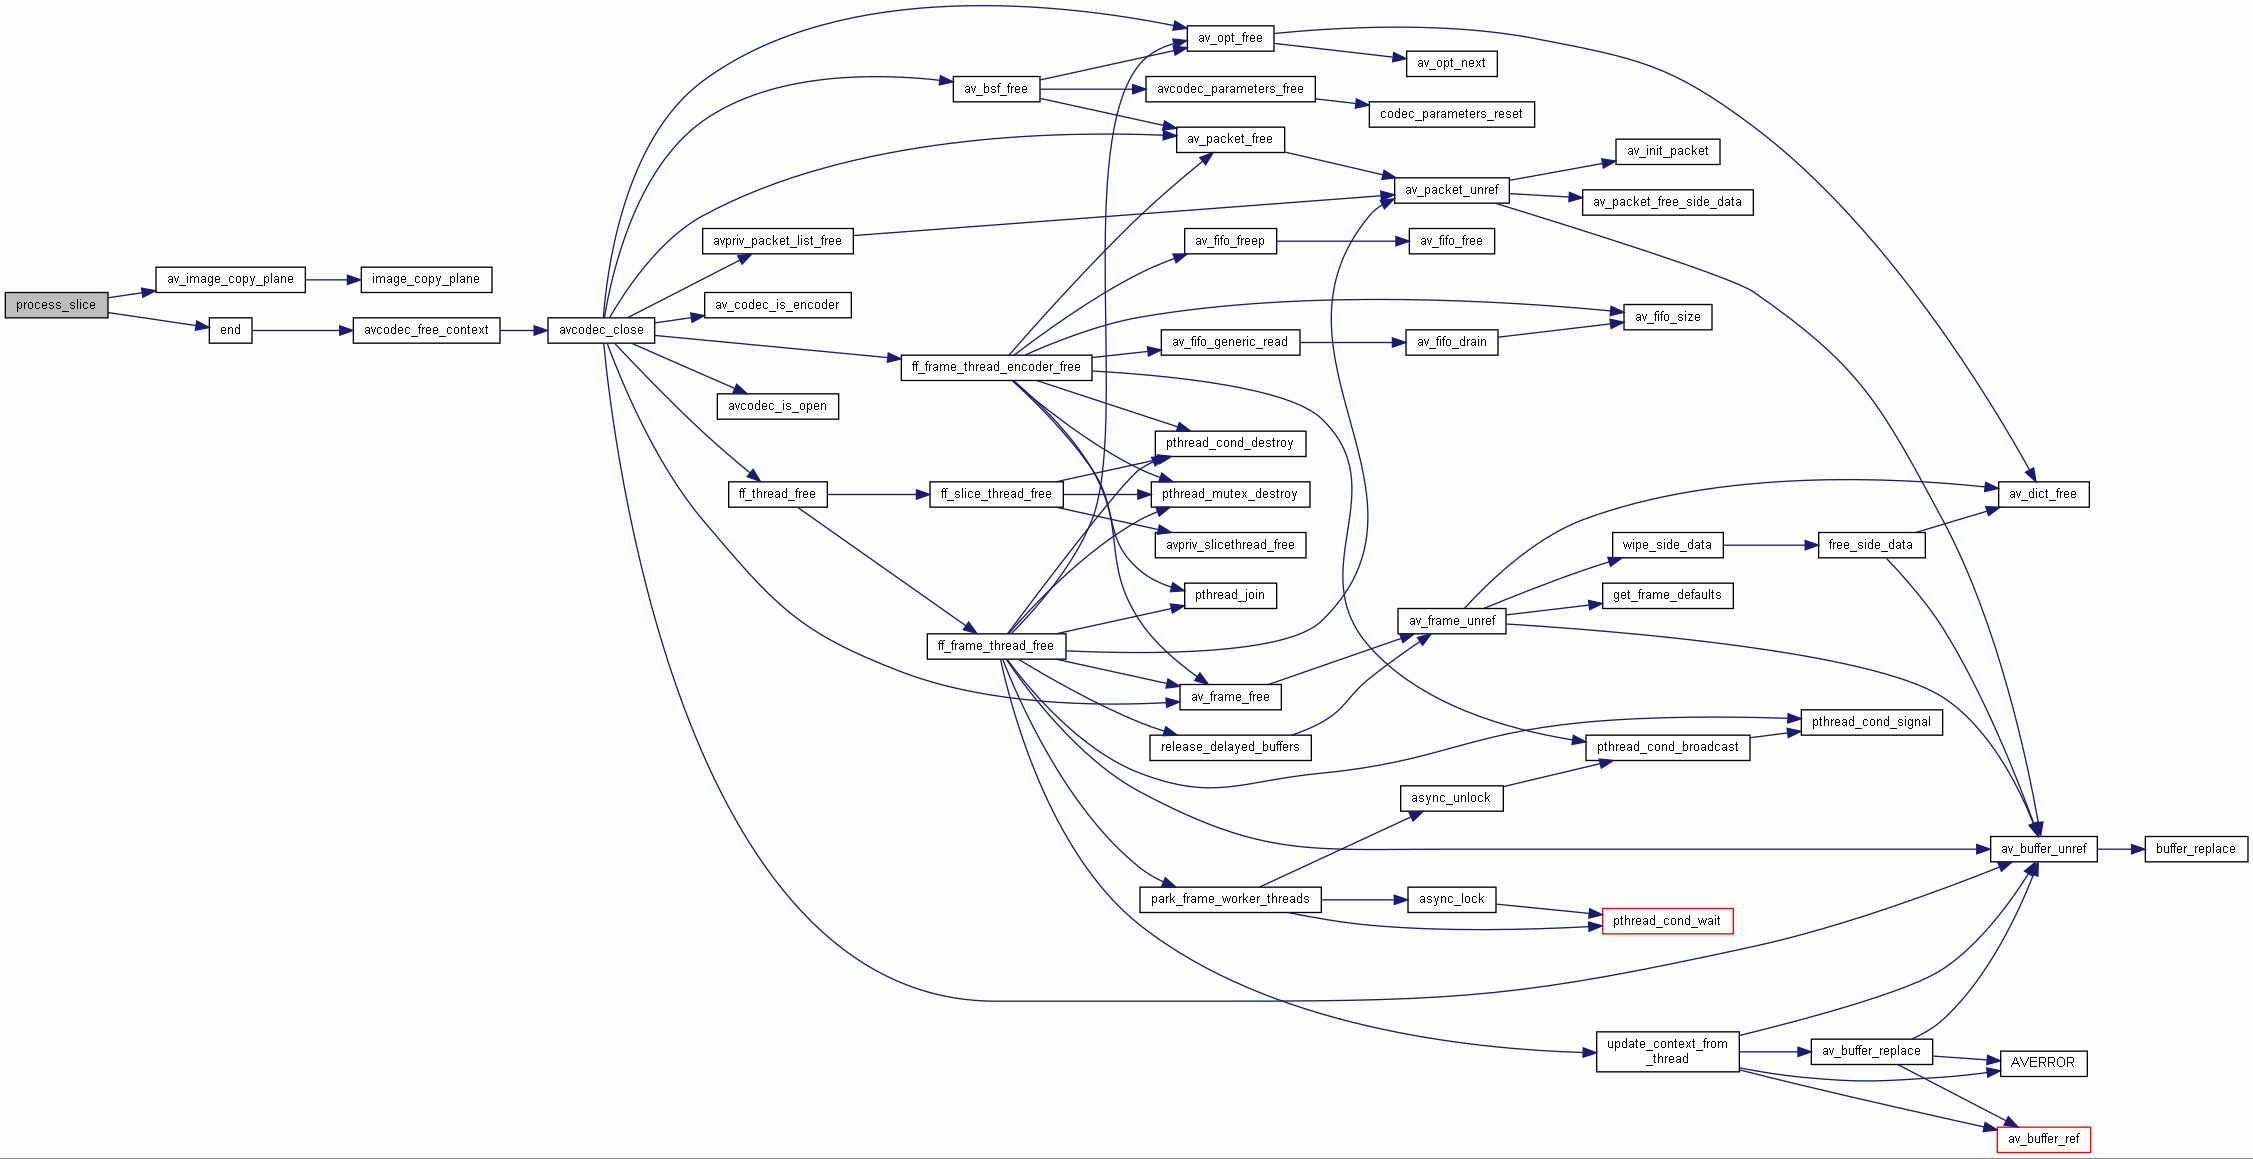 process_slice
av_image_copy_plane
image_copy_plane
end
avcodec_free_context
avcodec_close
av_opt_free
av_opt_next
av_bsf_free
avcodec_parameters_free
codec_parameters_reset
av_packet_free
av_init_packet
av_packet_unref
av_packet_free_side_data
avpriv_packet_list_free
av_fifo_freep
av_fifo_free
av_codec_is_encoder
av_fifo_size
av_fifo_generic_read
av_fifo_drain
ff_frame_thread_encoder_free
avcodec_is_open
pthread_cond_destroy
ff_thread_free
ff_slice_thread_free
pthread_mutex_destroy
av_dict_free
avpriv_slicethread_free
wipe_side_data
free_side_data
pthread_join
get_frame_defaults
av_frame_unref
ff_frame_thread_free
av_frame_free
pthread_cond_signal
release_delayed_buffers
pthread_cond_broadcast
async_unlock
av_buffer_unref
buffer_replace
park_frame_worker_threads
async_lock
pthread_cond_wait
update_context_from
_thread
av_buffer_replace
AVERROR
av_buffer_ref